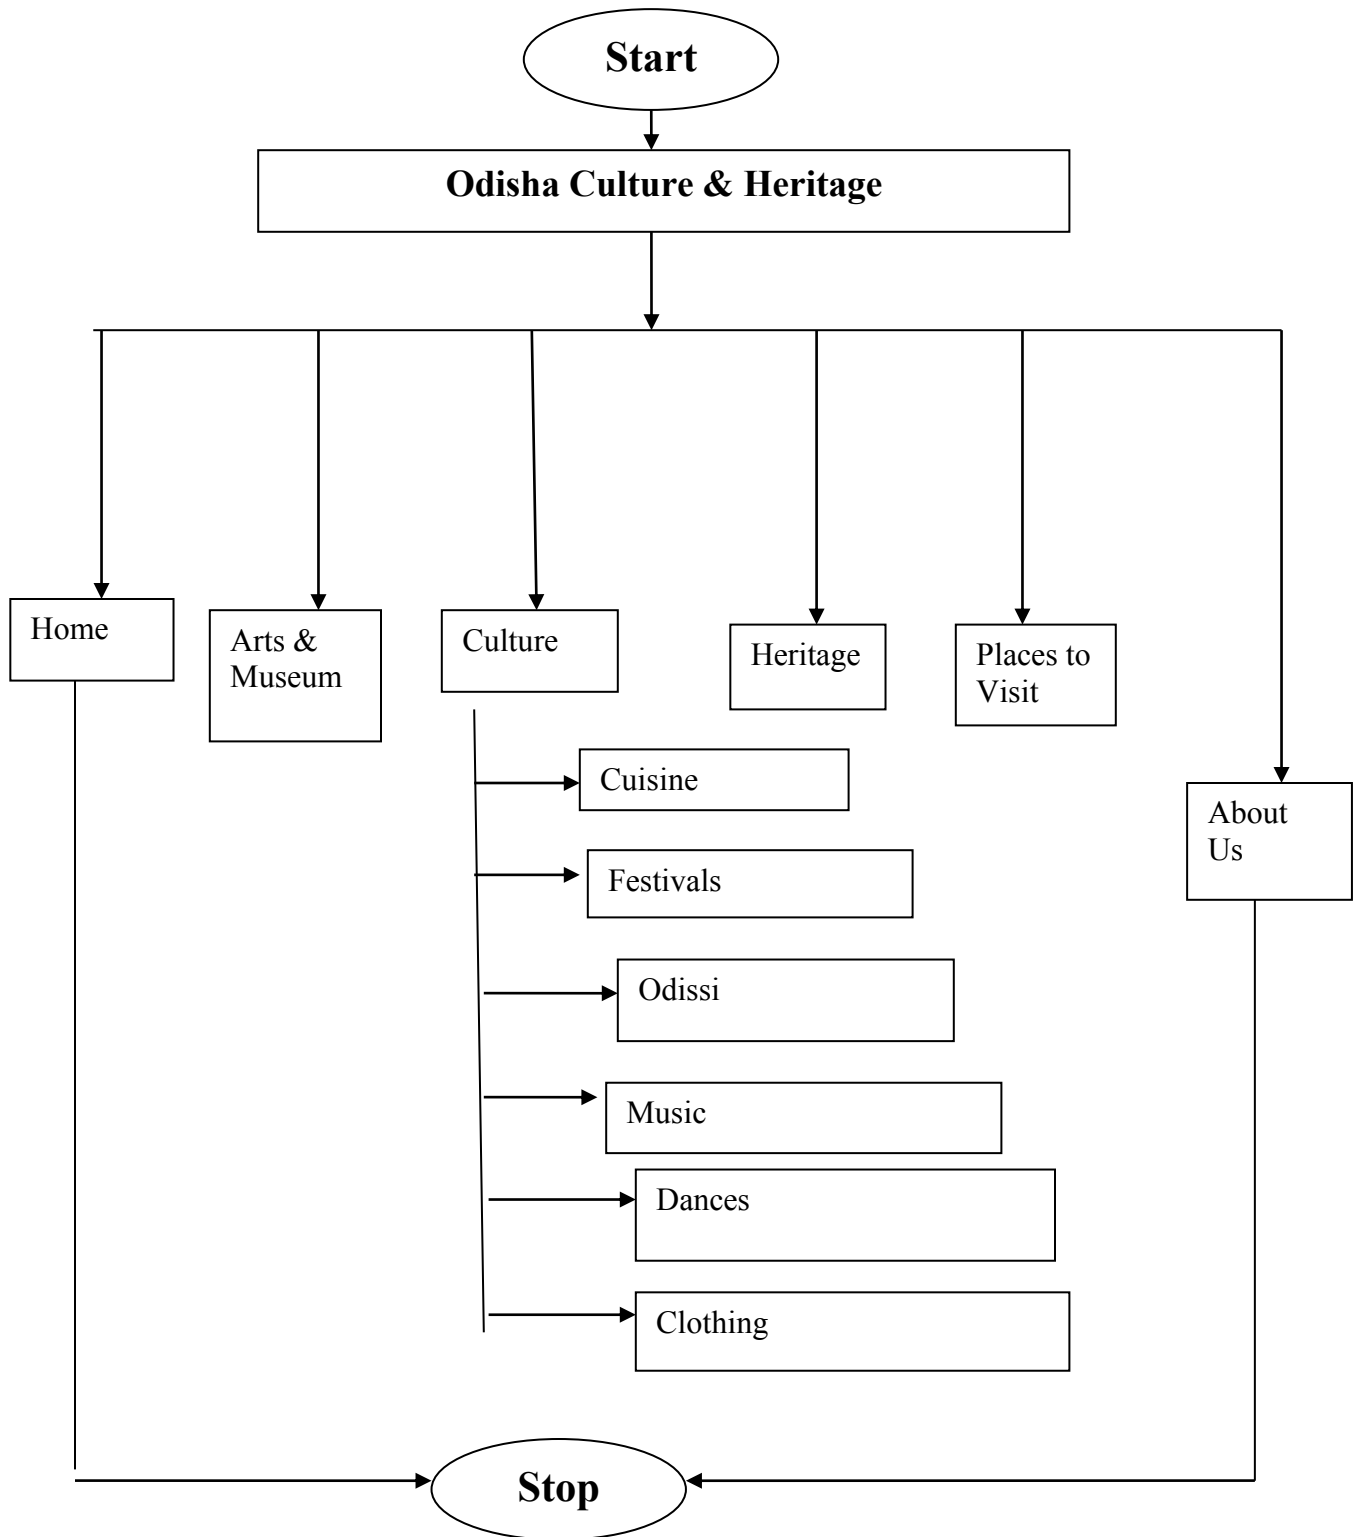 Start
Odisha Culture & Heritage
Home
Arts &
Museum
Culture
Heritage
Places to
Visit
About
Us
Cuisine
Festivals
Odissi
Music
Dances
Clothing
Stop